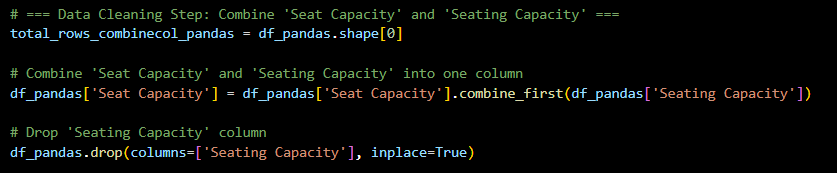 # === Data Cleaning Step: Combine 'Seat Capacity' and 'Seating Capacity' ===
total_rows_combinecol_pandas = df_pandas.shape[0]
# Combine 'Seat Capacity' and 'Seating Capacity' into one column
df_pandas['Seat Capacity'] = df_pandas['Seat Capacity'].combine_first(df_pandas['Seating Capacity'])
# Drop 'Seating Capacity' column
df_pandas.drop(columns=['Seating Capacity'], inplace=True)